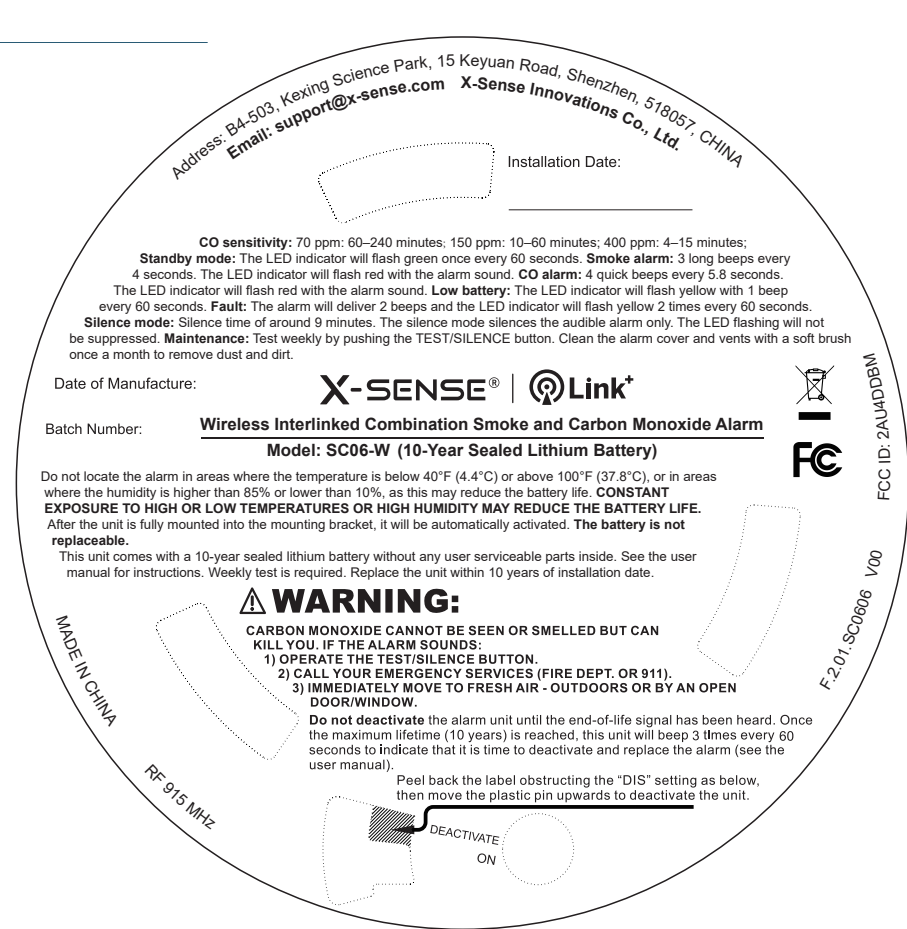 Address: B4-503, Kexing Science Park, 15 Keyuan Road, Shenzhen, 518057, CHINA
Email: support@x-sense.com X-Sense Innovations Co., Ltd.
Installation Date:
CO sensitivity: 70 ppm: 60–240 minutes; 150 ppm: 10–60 minutes; 400 ppm: 4–15 minutes;
Standby mode: The LED indicator will flash green once every 60 seconds. Smoke alarm: 3 long beeps every
4 seconds. The LED indicator will flash red with the alarm sound. CO alarm: 4 quick beeps every 5.8 seconds.
The LED indicator will flash red with the alarm sound. Low battery: The LED indicator will flash yellow with 1 beep
every 60 seconds. Fault: The alarm will deliver 2 beeps and the LED indicator will flash yellow 2 times every 60 seconds.
Silence mode: Silence time of around 9 minutes. The silence mode silences the audible alarm only. The LED flashing will not
be suppressed. Maintenance: Test weekly by pushing the TEST/SILENCE button. Clean the alarm cover and vents with a soft brush
once a month to remove dust and dirt.
Date of Manufacture:
X-SENSE® | Link+
Batch Number:
Wireless Interlinked Combination Smoke and Carbon Monoxide Alarm
Model: SC06-W (10-Year Sealed Lithium Battery)
FC
FCC ID: 2AU4DDBM
Do not locate the alarm in areas where the temperature is below 40°F (4.4°C) or above 100°F (37.8°C), or in areas
where the humidity is higher than 85% or lower than 10%, as this may reduce the battery life. CONSTANT
EXPOSURE TO HIGH OR LOW TEMPERATURES OR HIGH HUMIDITY MAY REDUCE THE BATTERY LIFE.
After the unit is fully mounted into the mounting bracket, it will be automatically activated. The battery is not
replaceable.
This unit comes with a 10-year sealed lithium battery without any user serviceable parts inside. See the user
manual for instructions. Weekly test is required. Replace the unit within 10 years of installation date.
F.2.01.SC0606 V00
WARNING:
CARBON MONOXIDE CANNOT BE SEEN OR SMELLED BUT CAN
KILL YOU. IF THE ALARM SOUNDS:
1) OPERATE THE TEST/SILENCE BUTTON.
2) CALL YOUR EMERGENCY SERVICES (FIRE DEPT. OR 911).
3) IMMEDIATELY MOVE TO FRESH AIR - OUTDOORS OR BY AN OPEN
DOOR/WINDOW.
MADE IN CHINA
Do not deactivate the alarm unit until the end-of-life signal has been heard. Once
the maximum lifetime (10 years) is reached, this unit will beep 3 times every 60
seconds to indicate that it is time to deactivate and replace the alarm (see the
user manual).
RF 915 MHz
Peel back the label obstructing the “DIS” setting as below,
then move the plastic pin upwards to deactivate the unit.
DEACTIVATE
ON